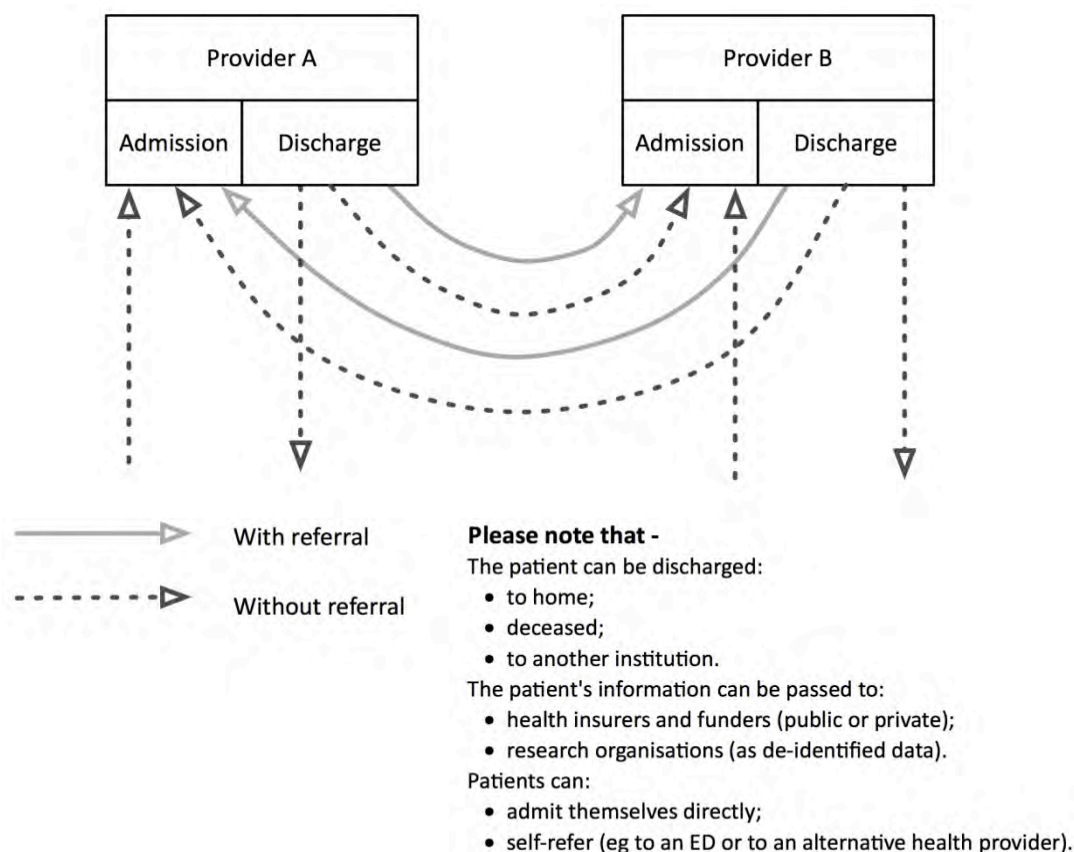 Provider A
Provider B
Admission
Discharge
Admission
Discharge
With referral
Without referral
Please note that -
The patient can be discharged:
• to home;
• deceased;
• to another institution.
The patient's information can be passed to:
• health insurers and funders (public or private);
• research organisations (as de-identified data).
Patients can:
• admit themselves directly;
• self-refer (eg to an ED or to an alternative health provider).